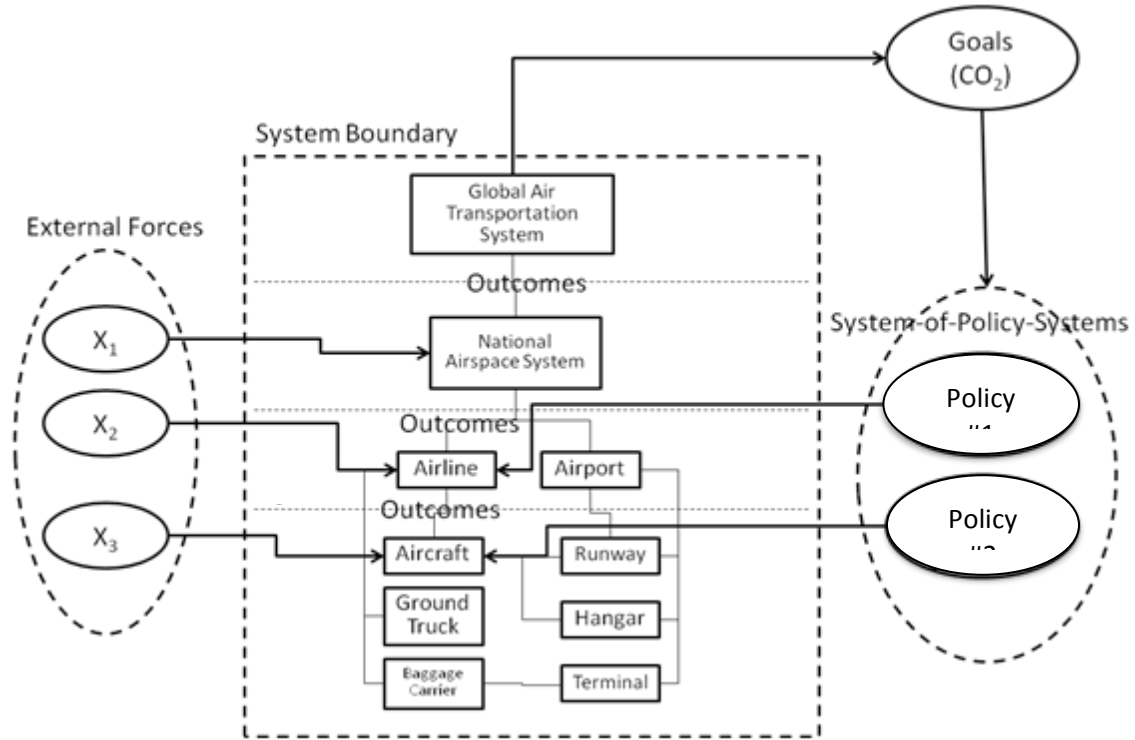 Goals
(CO₂)
System Boundary
Global Air
Transportation
System
External Forces
Outcomes
System-of-Policy-Systems
X₁
National
Airspace System
Policy
X₂
Outcomes
Airline
Airport
Outcomes
Policy
X₃
Aircraft
Runway
Ground
Truck
Hangar
Baggage
Carrier
Terminal